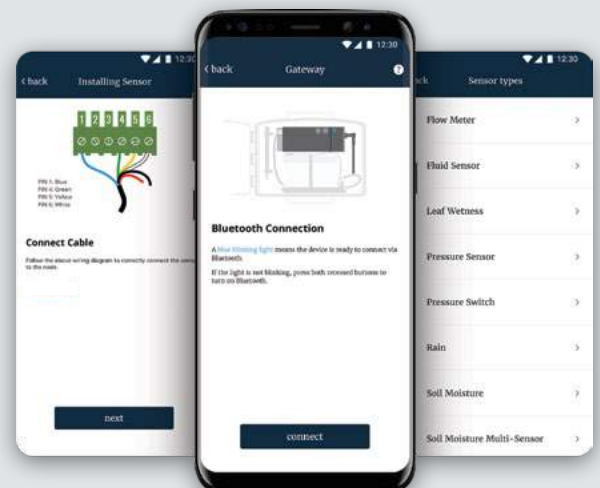 12:30
back
Installing Sensor
1 2 3 4 5 6
PIN 1: Blue
PIN 4: Green
PIN 5: Yellow
PIN 6: White
Connect Cable
Follow the above wiring diagram to correctly connect the
to the node.
next
12:30
back
Gateway
?
Bluetooth Connection
A blue blinking light means the device is ready to connect via
Bluetooth.
If the light is not blinking, press both recessed buttons to
turn on Bluetooth.
connect
12:30
Sensor types
Flow Meter
Fluid Sensor
Leaf Wetness
Pressure Sensor
Pressure Switch
Rain
Soil Moisture
Soil Moisture Multi-Sensor